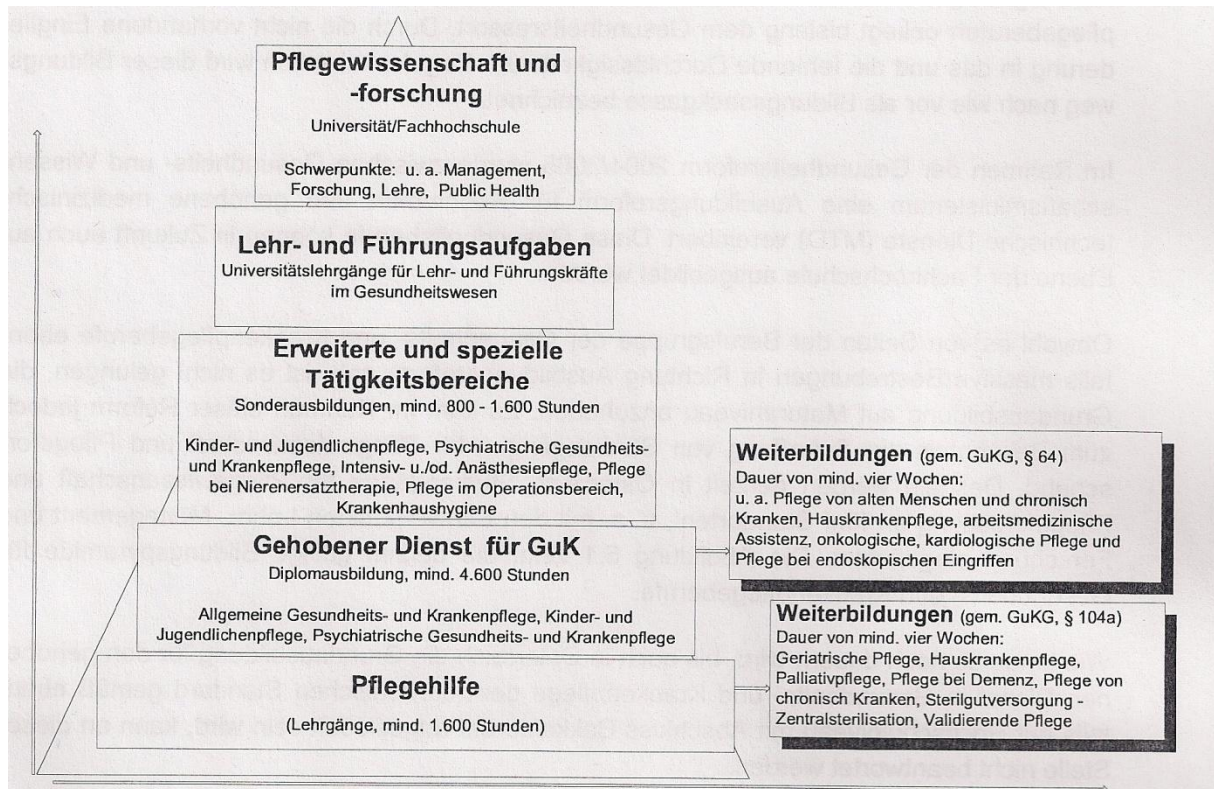 Pflegewissenschaft und
-forschung
Universität/Fachhochschule
Schwerpunkte: u. a. Management,
Forschung, Lehre, Public Health
Lehr- und Führungsaufgaben
Universitätslehrgänge für Lehr- und Führungskräfte
im Gesundheitswesen
Erweiterte und spezielle
Tätigkeitsbereiche
Sonderausbildungen, mind. 800 - 1.600 Stunden
Kinder- und Jugendlichenpflege, Psychiatrische Gesundheits-
und Krankenpflege, Intensiv- u./od. Anästhesiepflege, Pflege
bei Nierenersatztherapie, Pflege im Operationsbereich,
Krankenhaushygiene
Gehobener Dienst für GuK
Diplomausbildung, mind. 4.600 Stunden
Allgemeine Gesundheits- und Krankenpflege, Kinder- und
Jugendlichenpflege, Psychiatrische Gesundheits- und Krankenpflege
Pflegehilfe
(Lehrgänge, mind. 1.600 Stunden)
Weiterbildungen (gem. GuKG, § 64)
Dauer von mind. vier Wochen:
u. a. Pflege von alten Menschen und chronisch
Kranken, Hauskrankenpflege, arbeitsmedizinische
Assistenz, onkologische, kardiologische Pflege und
Pflege bei endoskopischen Eingriffen
Weiterbildungen (gem. GuKG, § 104a)
Dauer von mind. vier Wochen:
Geriatrische Pflege, Hauskrankenpflege,
Palliativpflege, Pflege bei Demenz, Pflege von
chronisch Kranken, Sterilgutversorgung -
Zentralsterilisation, Validierende Pflege